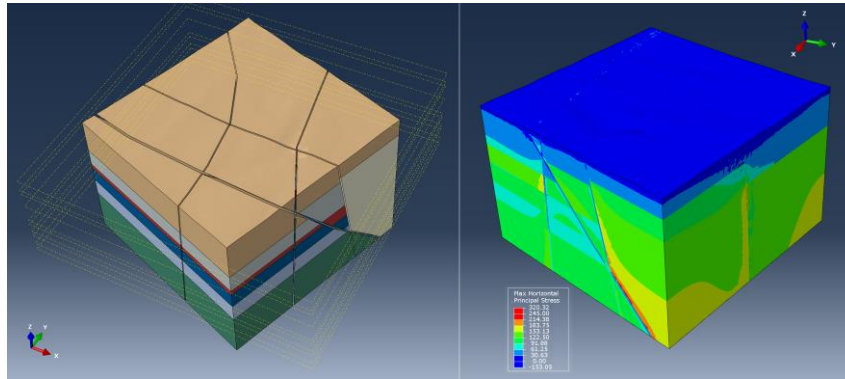 Z
Y
X
Z
Y
X
Max Horizontal
Principal Stress
320.32
245.00
214.38
183.75
153.13
122.50
91.88
61.25
30.63
0.00
-153.05